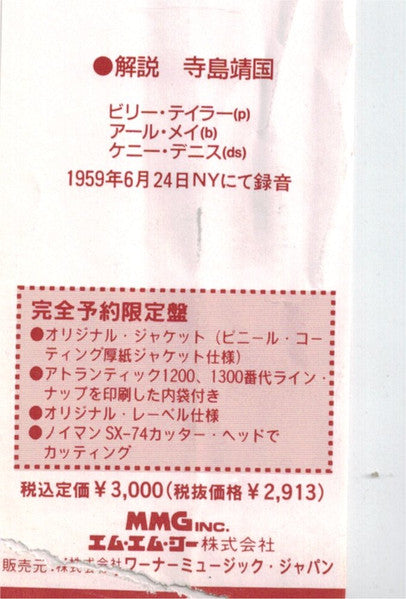 ●解説 寺島靖国
ビリー・テイラー(p)
アール・メイ(b)
ケニー・デニス(ds)
1959年6月24日NYにて録音
完全予約限定盤
●オリジナル・ジャケット（ビニール・コー
ティング厚紙ジャケット仕様）
●アトランティック1200、1300番代ライン・
ナップを印刷した内袋付き
●オリジナル・レーベル仕様
●ノイマンSX-74カッター・ヘッドで
カッティング
税込定価￥3,000(税抜価格￥2,913)
MMG INC.
エム・エム・ジー株式会社
販売元：株式会社ワーナーミュージック・ジャパン